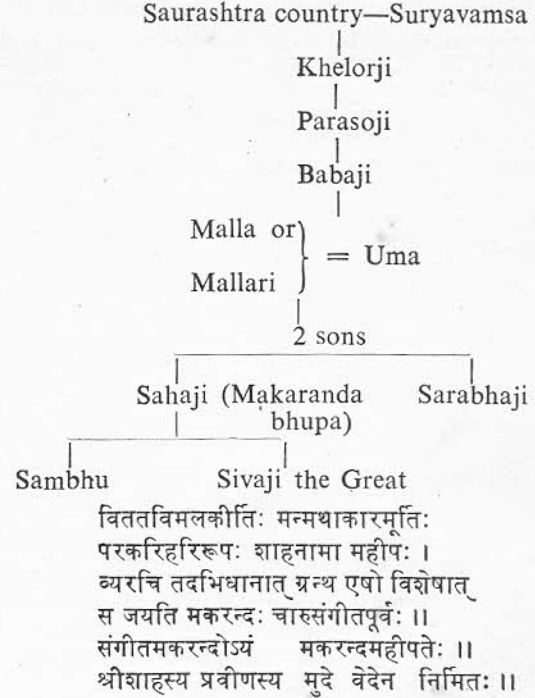 Saurashtra country—Suryavamsa
Khelorji
Parasoji
Babaji
Malla or
Mallari } = Uma
2 sons
Sahaji (Makaranda bhupa) Sarabhaji
Sambhu Sivaji the Great
विततविमलकीर्तिः मन्मथाकारमूर्तिः
परकरिहरिरूपः शाहनामा महीपः ।
व्यरचि तदभिधानात् ग्रन्थ एषो विशेषात्
स जयति मकरन्दः चारुसंगीतपूर्वः ॥
संगीतमकरन्दोऽयं मकरन्दमहीपतेः ॥
श्रीशाहस्य प्रवीणस्य मुदे वेदेन निर्मितः ॥